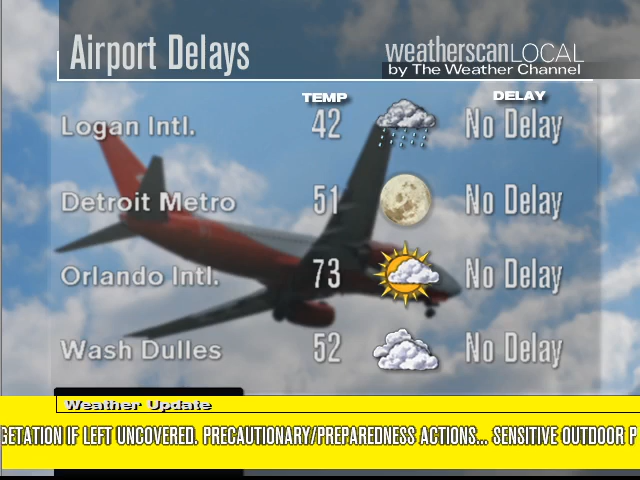 Airport Delays
weatherscanLOCAL
by The Weather Channel
TEMP DELAY
Logan Intl. 42 No Delay
Detroit Metro 51 No Delay
Orlando Intl. 73 No Delay
Wash Dulles 52 No Delay
Weather Update
GETATION IF LEFT UNCOVERED. PRECAUTIONARY/PREPAREDNESS ACTIONS... SENSITIVE OUTDOOR P